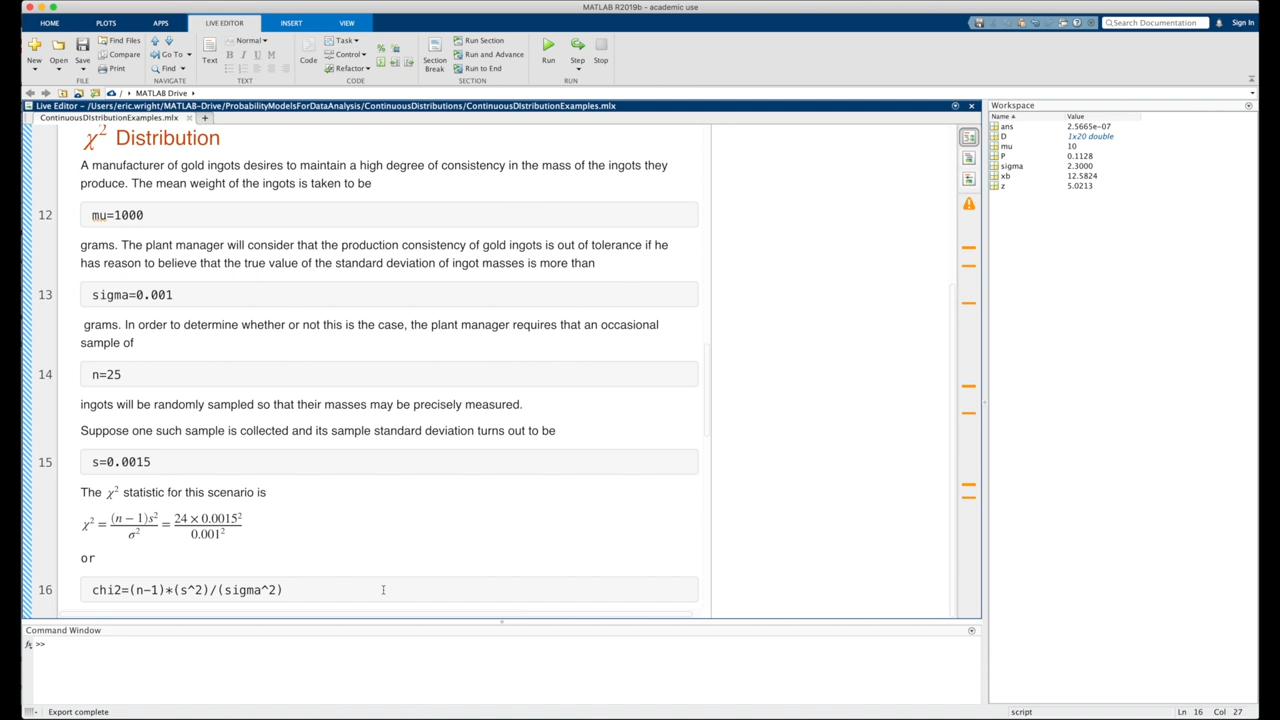 MATLAB R2019b - academic use
HOME PLOTS APPS LIVE EDITOR INSERT VIEW Search Documentation Sign In
New Open Save Find Files Compare Print Go To Find Text Normal B I U M Code Task Control Refactor Section Break Run Section Run and Advance Run to End Run Step Stop
FILE NAVIGATE TEXT CODE SECTION RUN
/ MATLAB Drive
Live Editor - /Users/eric.wright/MATLAB-Drive/ProbabilityModelsForDataAnalysis/ContinuousDistributions/ContinuousDIstributionExamples.mlx
ContinuousDIstributionExamples.mlx
χ² Distribution
A manufacturer of gold ingots desires to maintain a high degree of consistency in the mass of the ingots they
produce. The mean weight of the ingots is taken to be
12 mu=1000
grams. The plant manager will consider that the production consistency of gold ingots is out of tolerance if he
has reason to believe that the true value of the standard deviation of ingot masses is more than
13 sigma=0.001
grams. In order to determine whether or not this is the case, the plant manager requires that an occasional
sample of
14 n=25
ingots will be randomly sampled so that their masses may be precisely measured.
Suppose one such sample is collected and its sample standard deviation turns out to be
15 s=0.0015
The χ² statistic for this scenario is
χ² = (n − 1)s² / σ² = 24 × 0.0015² / 0.001²
or
16 chi2=(n-1)*(s^2)/(sigma^2)
Command Window
fx >>
Export complete
Workspace
Name Value
ans 2.5665e-07
D 1x20 double
mu 10
P 0.1128
sigma 2.3000
xb 12.5824
z 5.0213
script Ln 16 Col 27